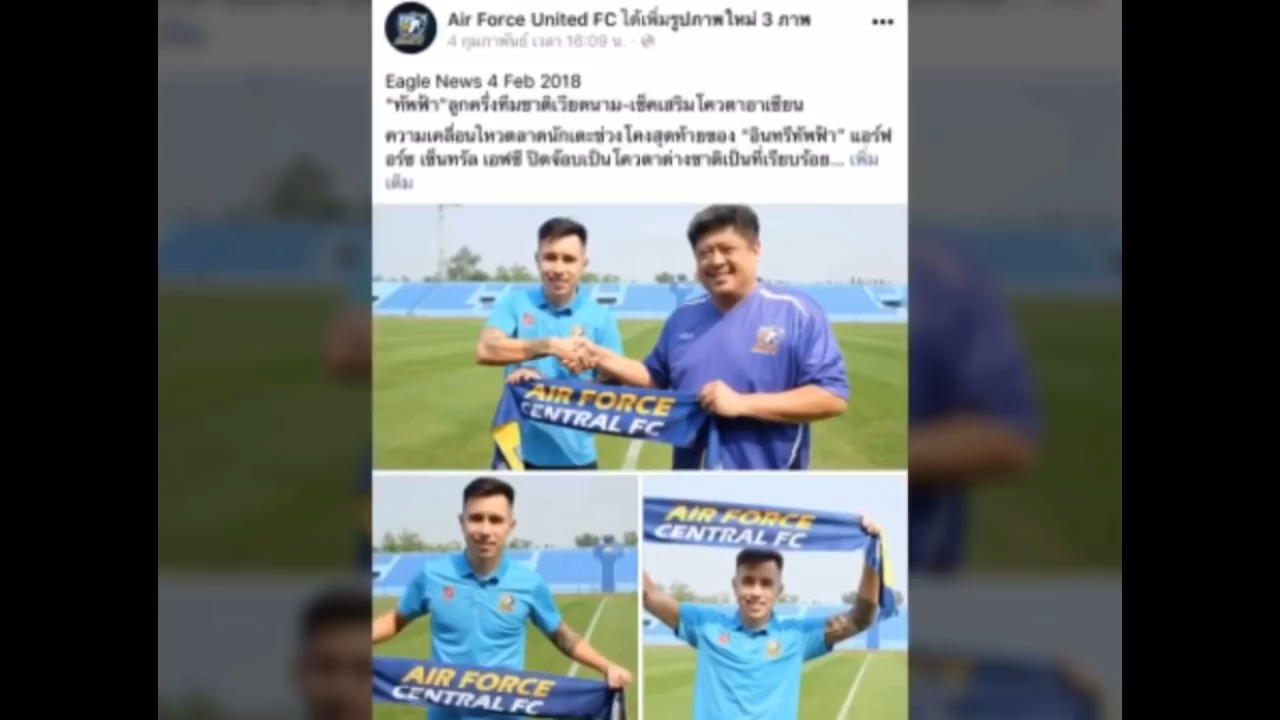 Air Force United FC ได้เพิ่มรูปภาพใหม่ 3 ภาพ
4 กุมภาพันธ์ เวลา 16:09 น.
Eagle News 4 Feb 2018
"ทัพฟ้า"ลูกครึ่งทีมชาติเวียดนาม-เช็คเสริมโควตาอาเซียน
ความเคลื่อนไหวตลาดนักเตะช่วงโค้งสุดท้ายของ "อินทรีทัพฟ้า" แอร์ฟ
อร์ซ เซ็นทรัล เอฟซี ปิดจ๊อบเป็นโควตาต่างชาติเป็นที่เรียบร้อย... เพิ่ม
เติม
AIR FORCE
CENTRAL FC
AIR FORCE
CENTRAL FC
AIR FORCE
CENTRAL FC